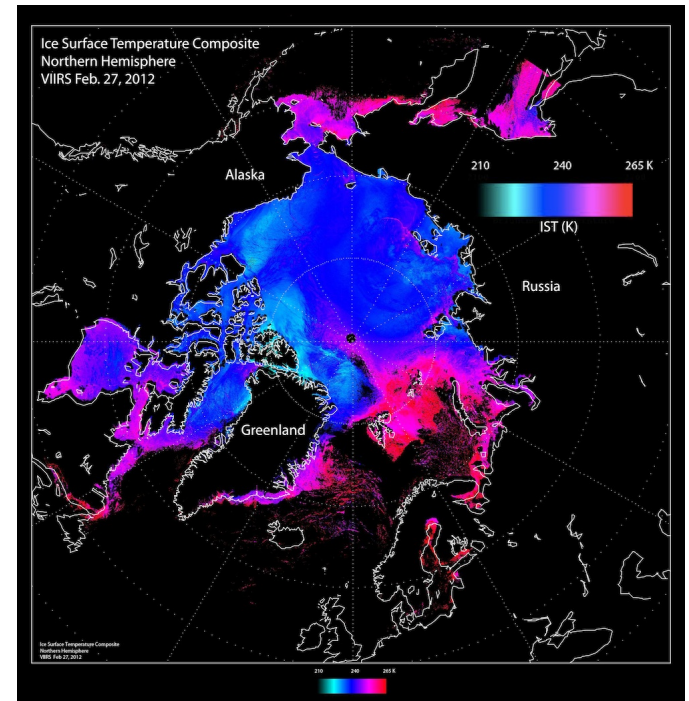 Ice Surface Temperature Composite
Northern Hemisphere
VIIRS Feb. 27, 2012
Alaska
210 240 265 K
IST (K)
Russia
Greenland
Ice Surface Temperature Composite
Northern Hemisphere
VIIRS Feb 27, 2012
210 240 265 K